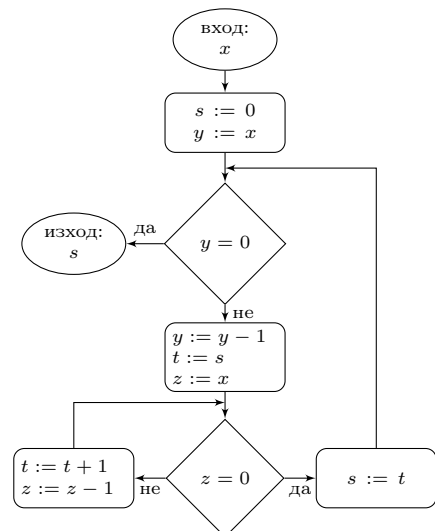 вход:
x
s := 0
y := x
да
изход:
s
y = 0
не
y := y − 1
t := s
z := x
t := t + 1
z := z − 1
не
z = 0
да
s := t